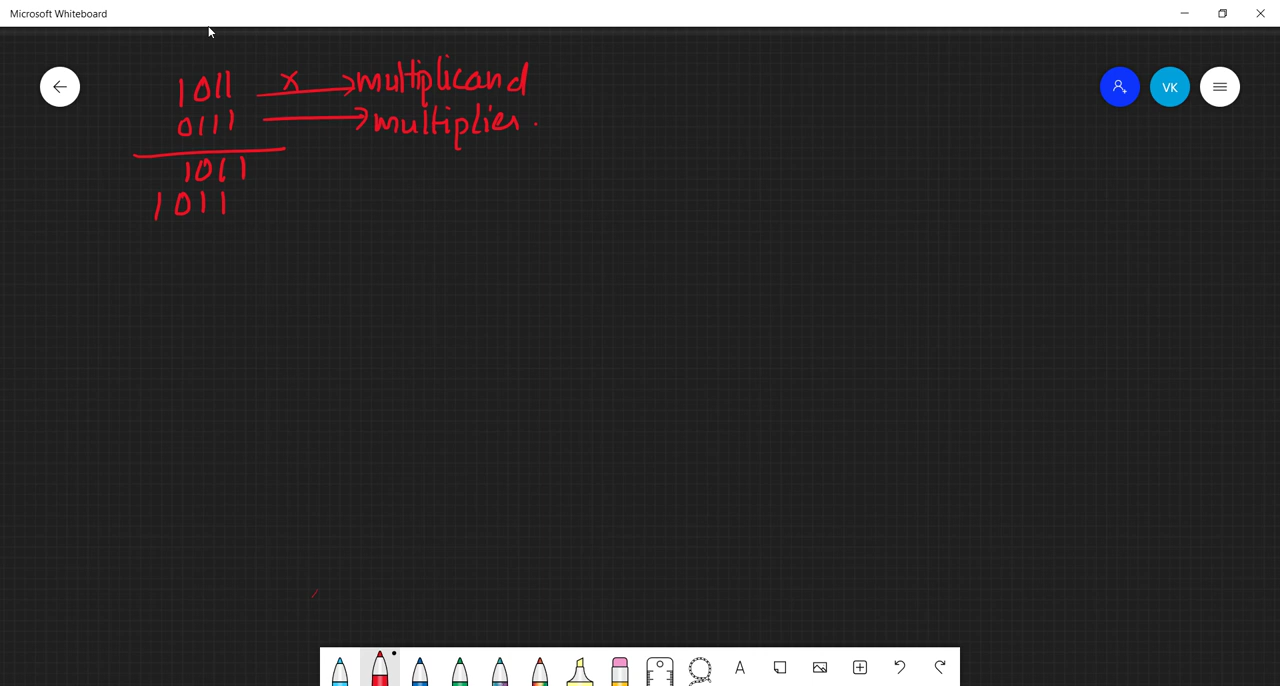 Microsoft Whiteboard
1011 x → multiplicand
0111 → multiplier.
1011
1011
VK
A